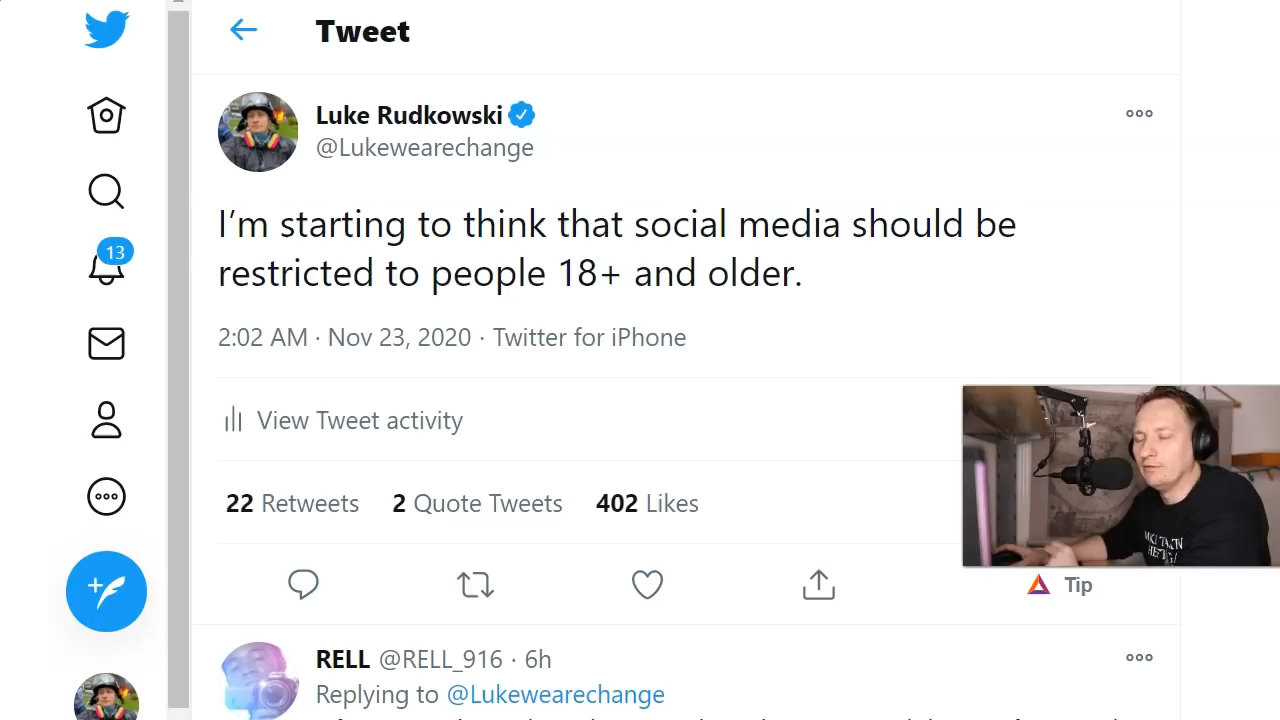 Tweet
Luke Rudkowski
@Lukewearechange
I’m starting to think that social media should be
restricted to people 18+ and older.
2:02 AM · Nov 23, 2020 · Twitter for iPhone
View Tweet activity
22 Retweets 2 Quote Tweets 402 Likes
Tip
RELL @RELL_916 · 6h
Replying to @Lukewearechange
13